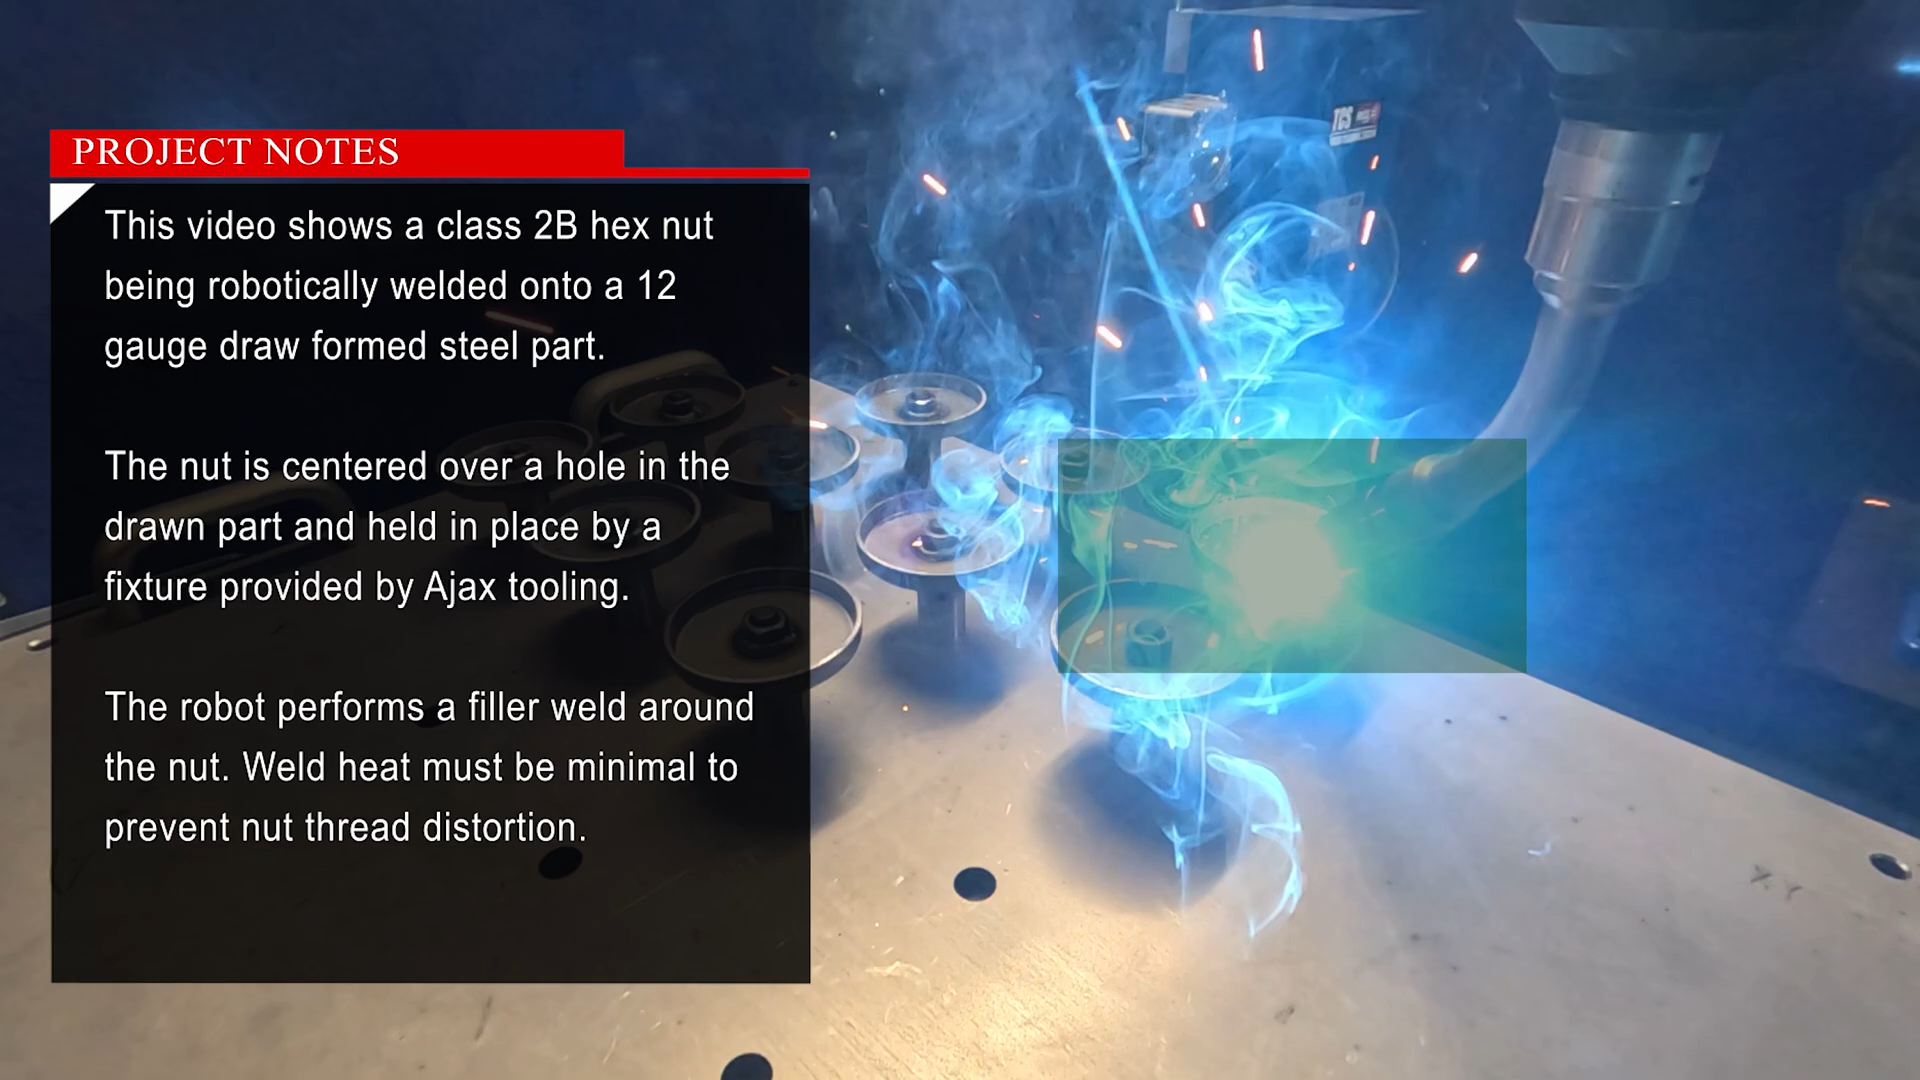 PROJECT NOTES
This video shows a class 2B hex nut
being robotically welded onto a 12
gauge draw formed steel part.
The nut is centered over a hole in the
drawn part and held in place by a
fixture provided by Ajax tooling.
The robot performs a filler weld around
the nut. Weld heat must be minimal to
prevent nut thread distortion.
TCS
X Y